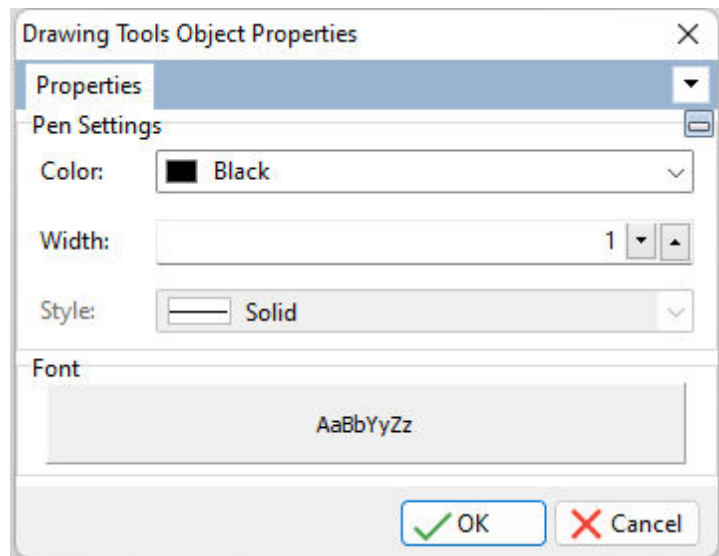 Drawing Tools Object Properties
Properties
Pen Settings
Color: Black
Width: 1
Style: Solid
Font
AaBbYyZz
OK Cancel